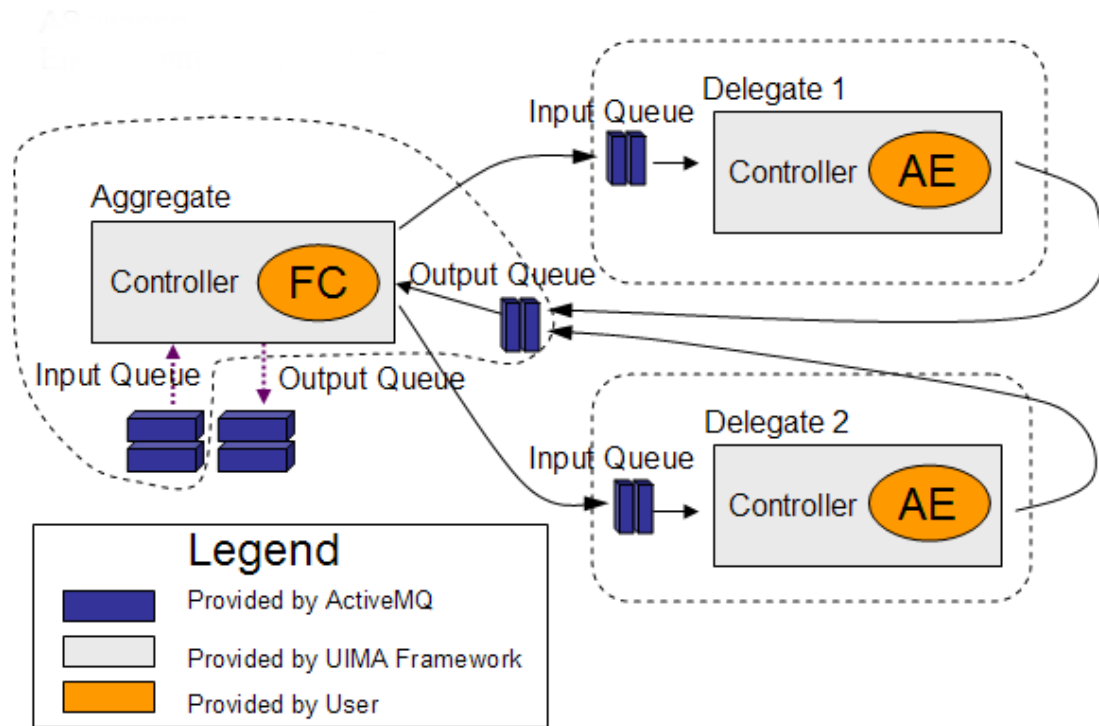 Aggregate
Controller
FC
Input Queue
Output Queue
Output Queue
Input Queue
Delegate 1
Controller
AE
Input Queue
Delegate 2
Controller
AE
Legend
Provided by ActiveMQ
Provided by UIMA Framework
Provided by User